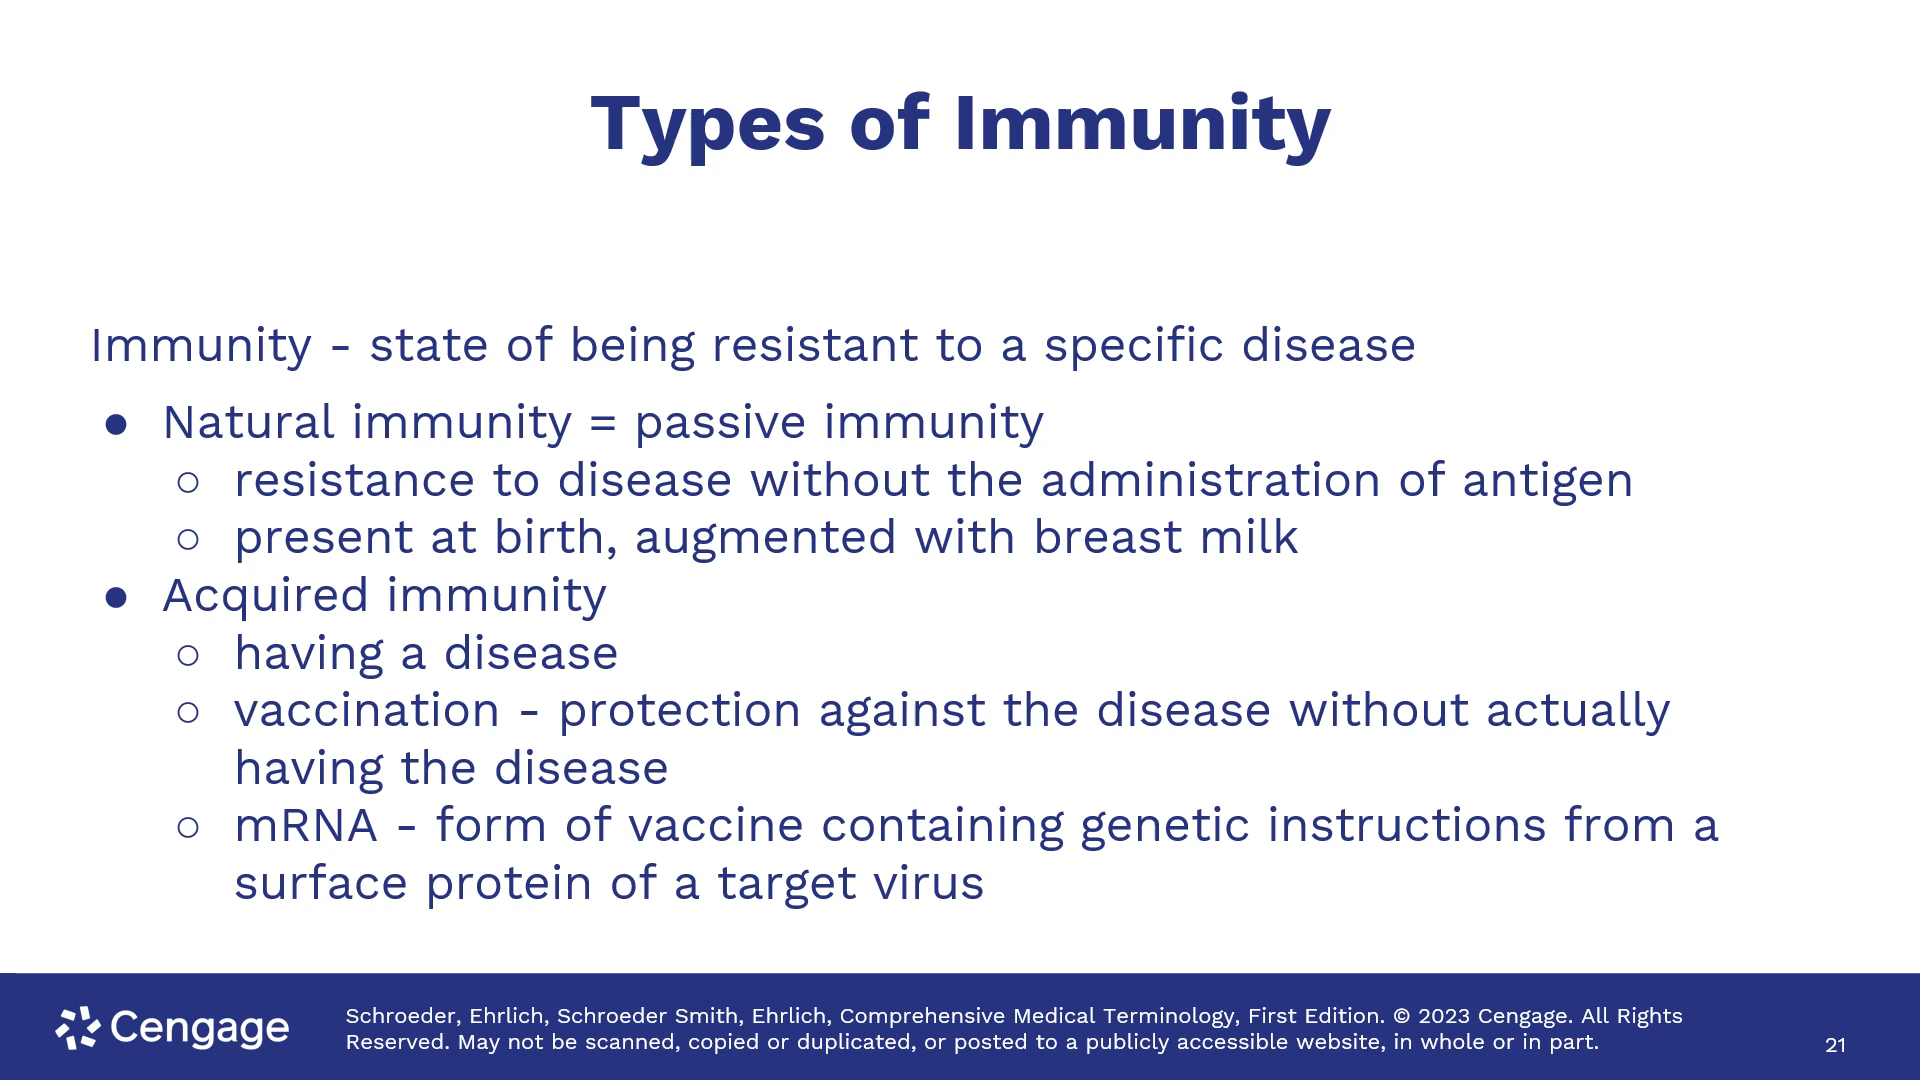 Types of Immunity
Immunity - state of being resistant to a specific disease
● Natural immunity = passive immunity
○ resistance to disease without the administration of antigen
○ present at birth, augmented with breast milk
● Acquired immunity
○ having a disease
○ vaccination - protection against the disease without actually
having the disease
○ mRNA - form of vaccine containing genetic instructions from a
surface protein of a target virus
Cengage
Schroeder, Ehrlich, Schroeder Smith, Ehrlich, Comprehensive Medical Terminology, First Edition. © 2023 Cengage. All Rights
Reserved. May not be scanned, copied or duplicated, or posted to a publicly accessible website, in whole or in part.
21